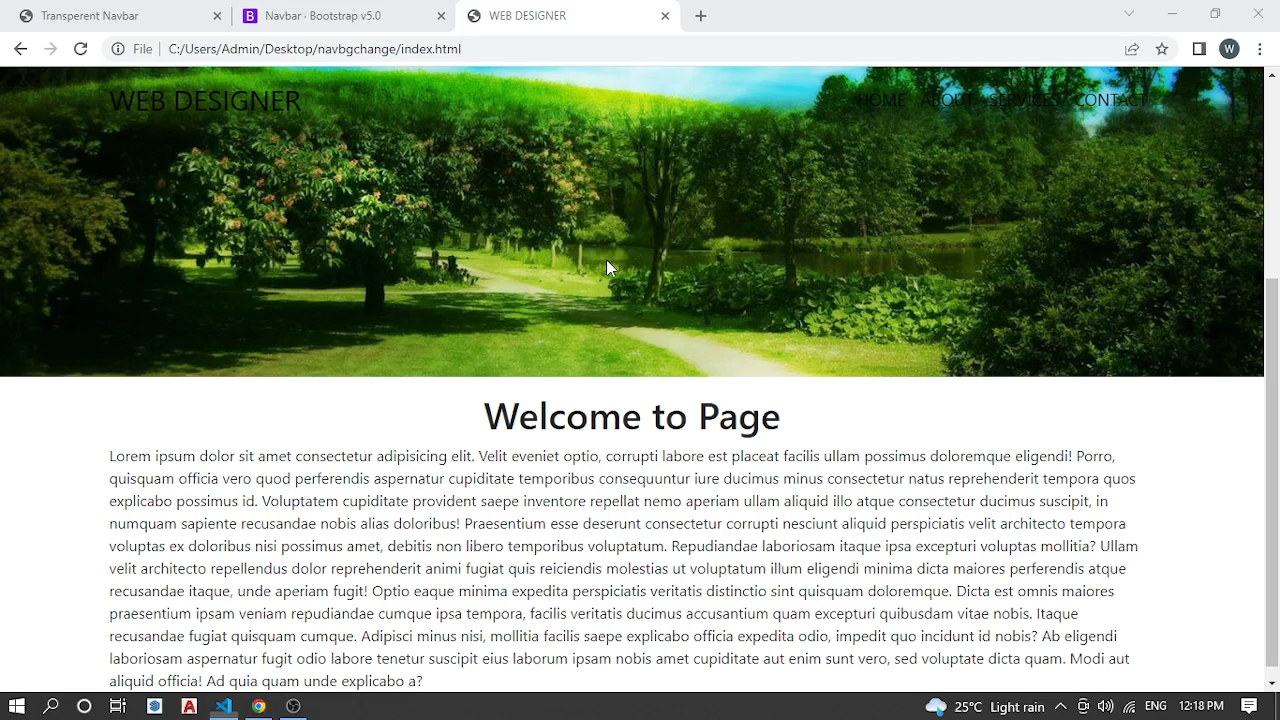 Transperent Navbar
Navbar · Bootstrap v5.0
WEB DESIGNER
File
C:/Users/Admin/Desktop/navbgchange/index.html
W
WEB DESIGNER
HOME ABOUT SERVICES CONTACT
Welcome to Page
Lorem ipsum dolor sit amet consectetur adipisicing elit. Velit eveniet optio, corrupti labore est placeat facilis ullam possimus doloremque eligendi! Porro,
quisquam officia vero quod perferendis aspernatur cupiditate temporibus consequuntur iure ducimus minus consectetur natus reprehenderit tempora quos
explicabo possimus id. Voluptatem cupiditate provident saepe inventore repellat nemo aperiam ullam aliquid illo atque consectetur ducimus suscipit, in
numquam sapiente recusandae nobis alias doloribus! Praesentium esse deserunt consectetur corrupti nesciunt aliquid perspiciatis velit architecto tempora
voluptas ex doloribus nisi possimus amet, debitis non libero temporibus voluptatum. Repudiandae laboriosam itaque ipsa excepturi voluptas mollitia? Ullam
velit architecto repellendus dolor reprehenderit animi fugiat quis reiciendis molestias ut voluptatum illum eligendi minima dicta maiores perferendis atque
recusandae itaque, unde aperiam fugit! Optio eaque minima expedita perspiciatis veritatis distinctio sint quisquam doloremque. Dicta est omnis maiores
praesentium ipsam veniam repudiandae cumque ipsa tempora, facilis veritatis ducimus accusantium quam excepturi quibusdam vitae nobis. Itaque
recusandae fugiat quisquam cumque. Adipisci minus nisi, mollitia facilis saepe explicabo officia expedita odio, impedit quo incidunt id nobis? Ab eligendi
laboriosam aspernatur fugit odio labore tenetur suscipit eius laborum ipsam nobis amet cupiditate aut enim sunt vero, sed voluptate dicta quam. Modi aut
aliquid officia! Ad quia quam unde explicabo a?
25°C Light rain
ENG
12:18 PM